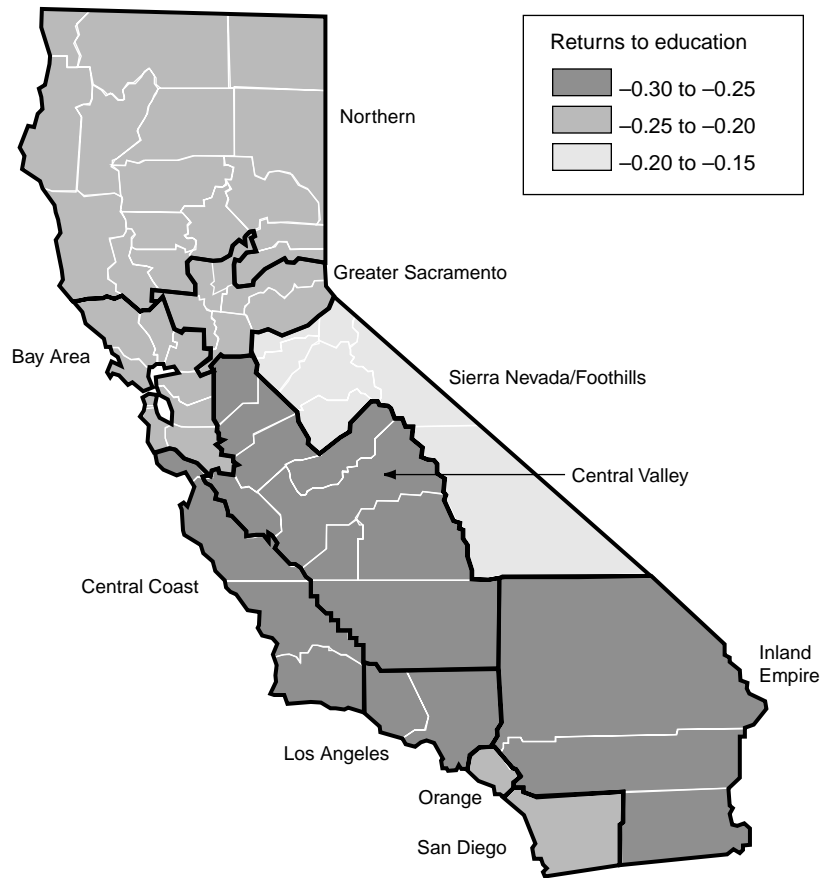 Returns to education
–0.30 to –0.25
–0.25 to –0.20
–0.20 to –0.15
Northern
Greater Sacramento
Bay Area
Sierra Nevada/Foothills
Central Valley
Central Coast
Inland
Empire
Los Angeles
Orange
San Diego